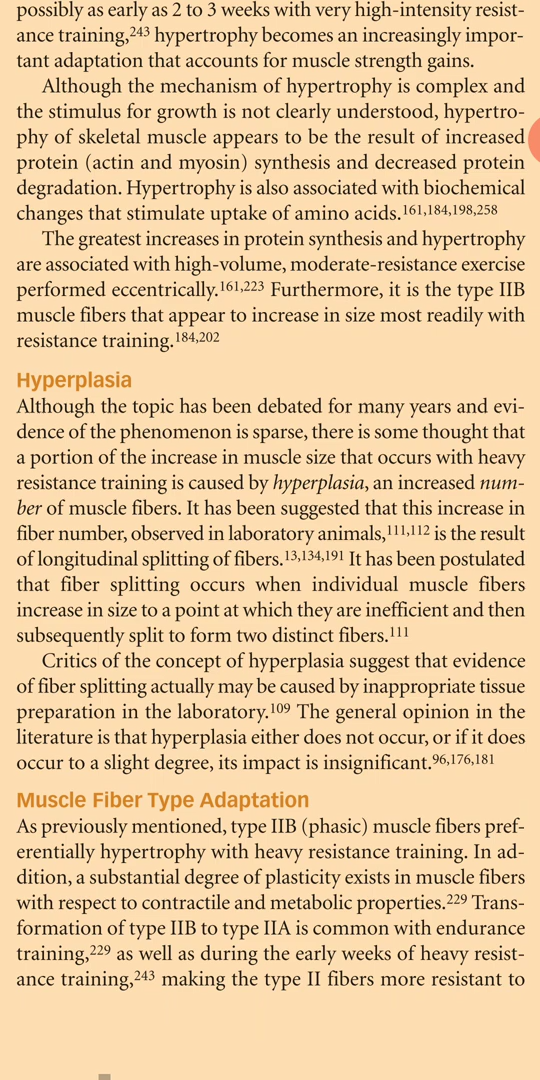 possibly as early as 2 to 3 weeks with very high-intensity resist-
ance training,243 hypertrophy becomes an increasingly impor-
tant adaptation that accounts for muscle strength gains.
Although the mechanism of hypertrophy is complex and
the stimulus for growth is not clearly understood, hypertro-
phy of skeletal muscle appears to be the result of increased
protein (actin and myosin) synthesis and decreased protein
degradation. Hypertrophy is also associated with biochemical
changes that stimulate uptake of amino acids.161,184,198,258
The greatest increases in protein synthesis and hypertrophy
are associated with high-volume, moderate-resistance exercise
performed eccentrically.161,223 Furthermore, it is the type IIB
muscle fibers that appear to increase in size most readily with
resistance training.184,202
Hyperplasia
Although the topic has been debated for many years and evi-
dence of the phenomenon is sparse, there is some thought that
a portion of the increase in muscle size that occurs with heavy
resistance training is caused by hyperplasia, an increased num-
ber of muscle fibers. It has been suggested that this increase in
fiber number, observed in laboratory animals,111,112 is the result
of longitudinal splitting of fibers.13,134,191 It has been postulated
that fiber splitting occurs when individual muscle fibers
increase in size to a point at which they are inefficient and then
subsequently split to form two distinct fibers.111
Critics of the concept of hyperplasia suggest that evidence
of fiber splitting actually may be caused by inappropriate tissue
preparation in the laboratory.109 The general opinion in the
literature is that hyperplasia either does not occur, or if it does
occur to a slight degree, its impact is insignificant.96,176,181
Muscle Fiber Type Adaptation
As previously mentioned, type IIB (phasic) muscle fibers pref-
erentially hypertrophy with heavy resistance training. In ad-
dition, a substantial degree of plasticity exists in muscle fibers
with respect to contractile and metabolic properties.229 Trans-
formation of type IIB to type IIA is common with endurance
training,229 as well as during the early weeks of heavy resist-
ance training,243 making the type II fibers more resistant to